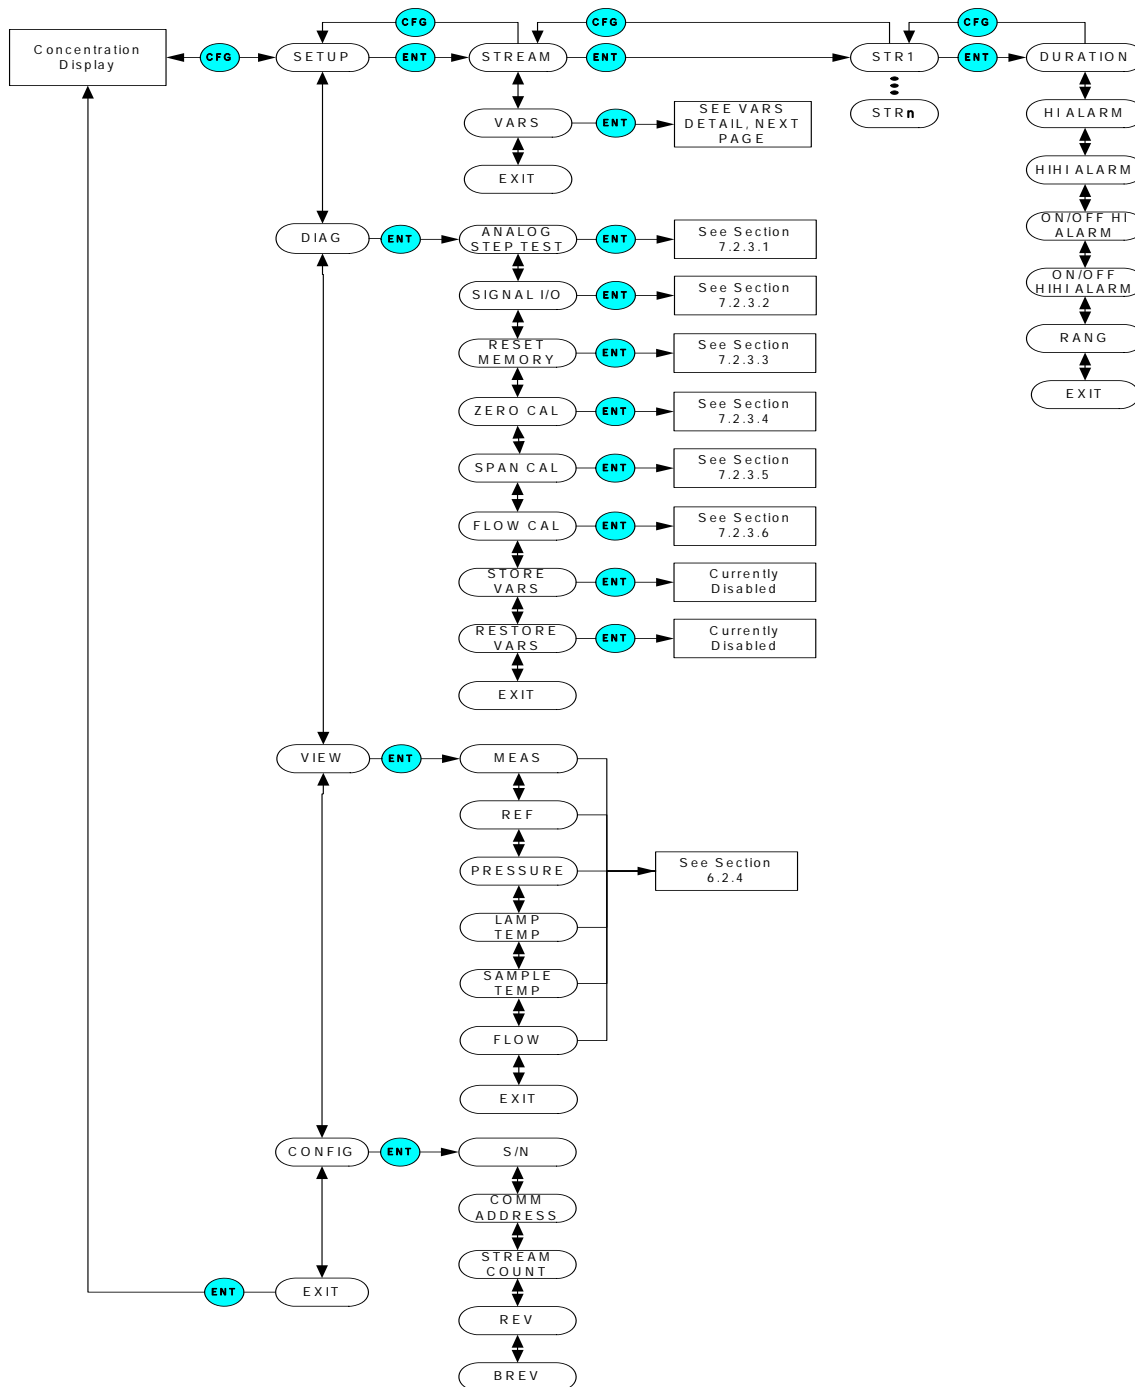 CFG
CFG
CFG
Concentration
Display
CFG
SETUP
ENT
STREAM
ENT
STR1
ENT
DURATION
VARS
ENT
SEE VARS
DETAIL, NEXT
PAGE
STRn
HI ALARM
EXIT
HIHI ALARM
DIAG
ENT
ANALOG
STEP TEST
ENT
See Section
7.2.3.1
ON/OFF HI
ALARM
SIGNAL I/O
ENT
See Section
7.2.3.2
ON/OFF
HIHI ALARM
RESET
MEMORY
ENT
See Section
7.2.3.3
RANG
ZERO CAL
ENT
See Section
7.2.3.4
EXIT
SPAN CAL
ENT
See Section
7.2.3.5
FLOW CAL
ENT
See Section
7.2.3.6
STORE
VARS
ENT
Currently
Disabled
RESTORE
VARS
ENT
Currently
Disabled
EXIT
VIEW
ENT
MEAS
REF
PRESSURE
See Section
6.2.4
LAMP
TEMP
SAMPLE
TEMP
FLOW
EXIT
CONFIG
ENT
S/N
COMM
ADDRESS
STREAM
COUNT
ENT
EXIT
REV
BREV